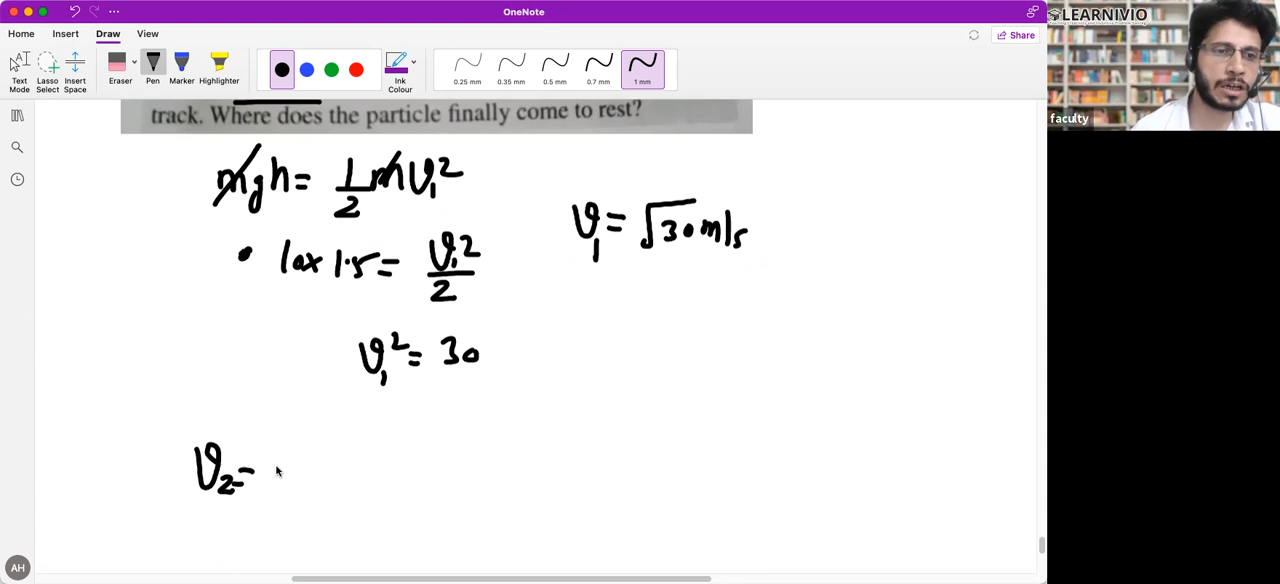 OneNote
LEARNIVIO
Home Insert Draw View
Share
Text Mode
Lasso Select
Insert Space
Eraser
Pen
Marker
Highlighter
Ink Colour
0.25 mm
0.35 mm
0.5 mm
0.7 mm
1 mm
faculty
track. Where does the particle finally come to rest?
mgh = 1/2 mv₁²
v₁ = √30 m/s
• 10x 1.5 = v₁²/2
v₁² = 30
v₂ =
AH